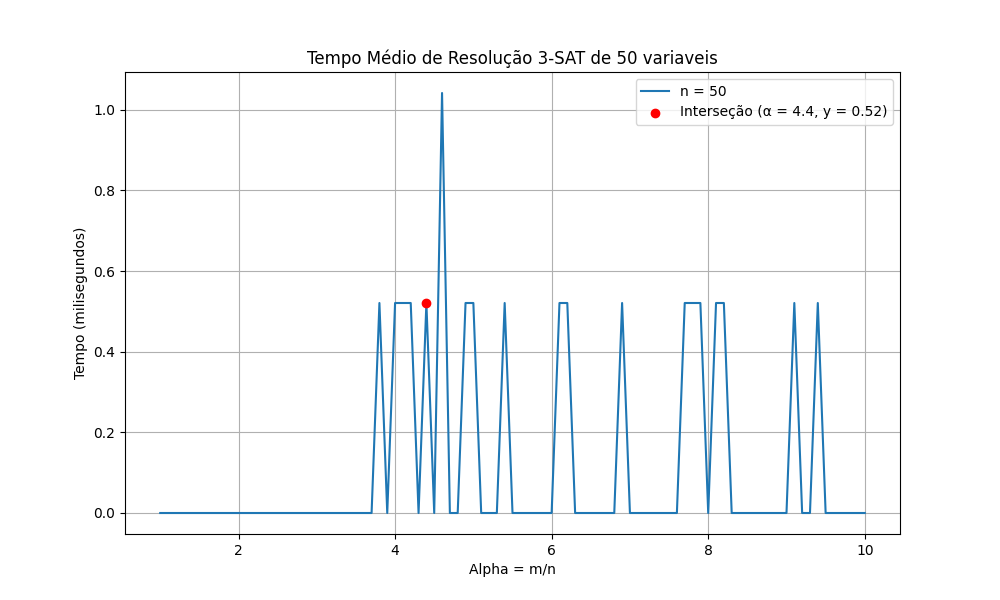 Tempo Médio de Resolução 3-SAT de 50 variaveis
n = 50
Interseção (α = 4.4, y = 0.52)
Tempo (milisegundos)
1.0
0.8
0.6
0.4
0.2
0.0
2 4 6 8 10
Alpha = m/n